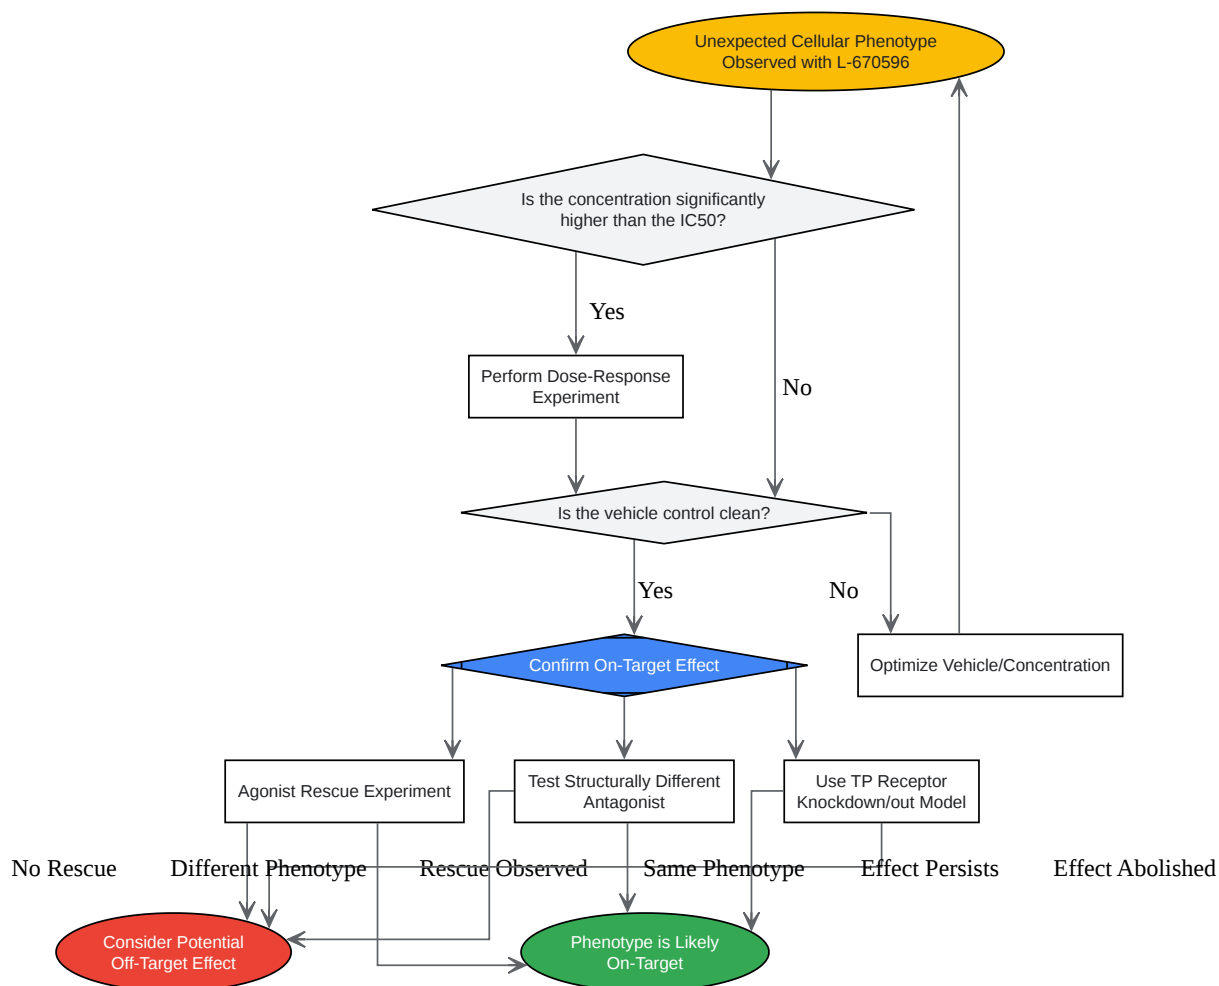 Unexpected Cellular Phenotype
Observed with L-670596
Is the concentration significantly
higher than the IC50?
Yes
Perform Dose-Response
Experiment
No
Is the vehicle control clean?
Yes
No
Confirm On-Target Effect
Optimize Vehicle/Concentration
Agonist Rescue Experiment
Test Structurally Different
Antagonist
Use TP Receptor
Knockdown/out Model
No Rescue
Different Phenotype
Rescue Observed
Same Phenotype
Effect Persists
Effect Abolished
Consider Potential
Off-Target Effect
Phenotype is Likely
On-Target